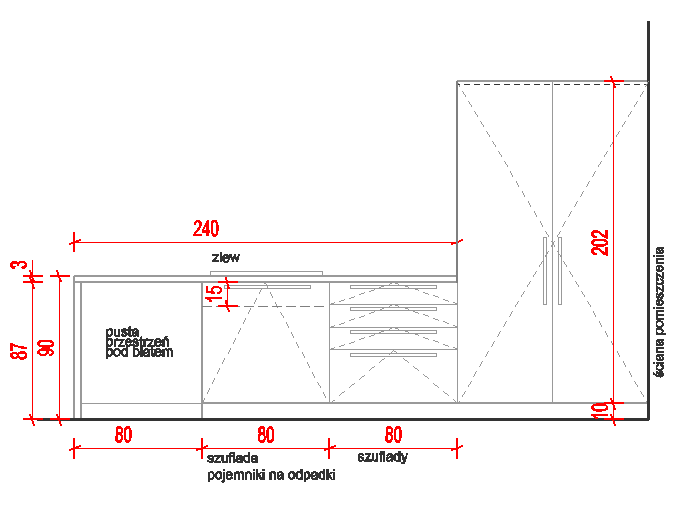 240
zlew
3
15
202
ściana pomieszczenia
87
90
pusta
przestrzeń
pod blatem
10
80
80
80
szuflada
pojemniki na odpadki
szuflady